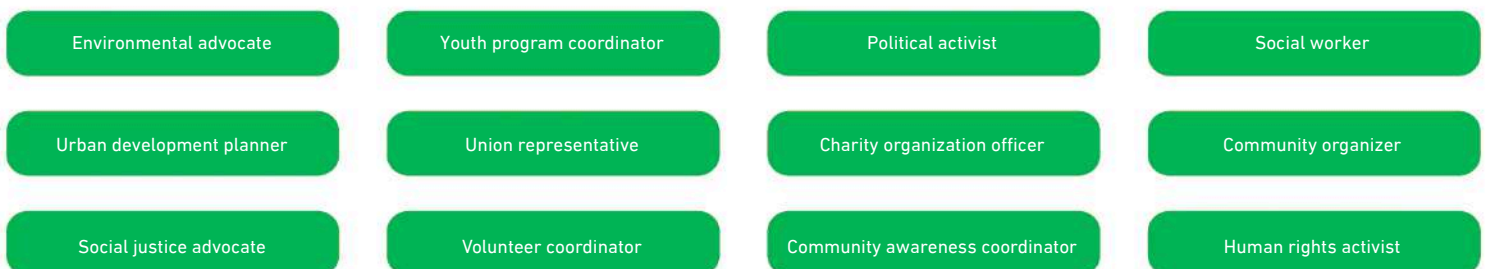 Environmental advocate
Youth program coordinator
Political activist
Social worker
Urban development planner
Union representative
Charity organization officer
Community organizer
Social justice advocate
Volunteer coordinator
Community awareness coordinator
Human rights activist